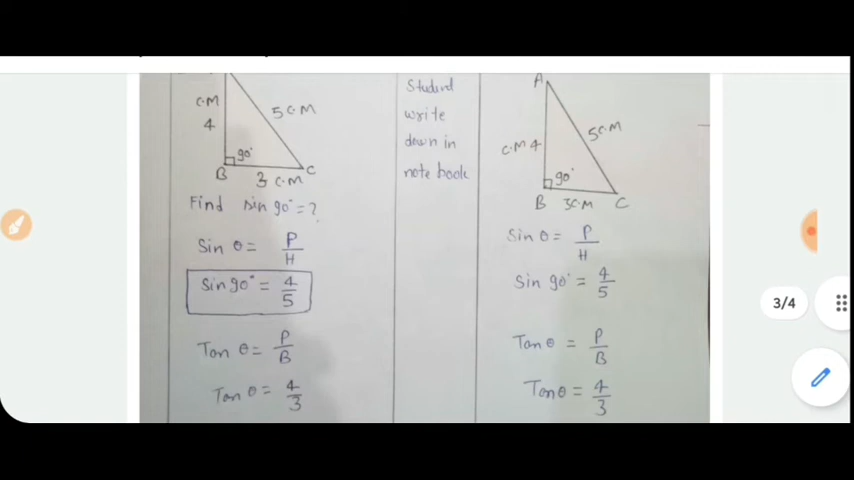 C.M
4
5 C.M
90°
B
3 C.M
C
Find sin 90° = ?
Sin θ = P/H
Sin 90° = 4/5
Tan θ = P/B
Tan θ = 4/3
Student
write
down in
note book
A
C.M 4
5C.M
90°
B
3C.M
C
Sin θ = P/H
Sin 90° = 4/5
Tan θ = P/B
Tan θ = 4/3
3/4